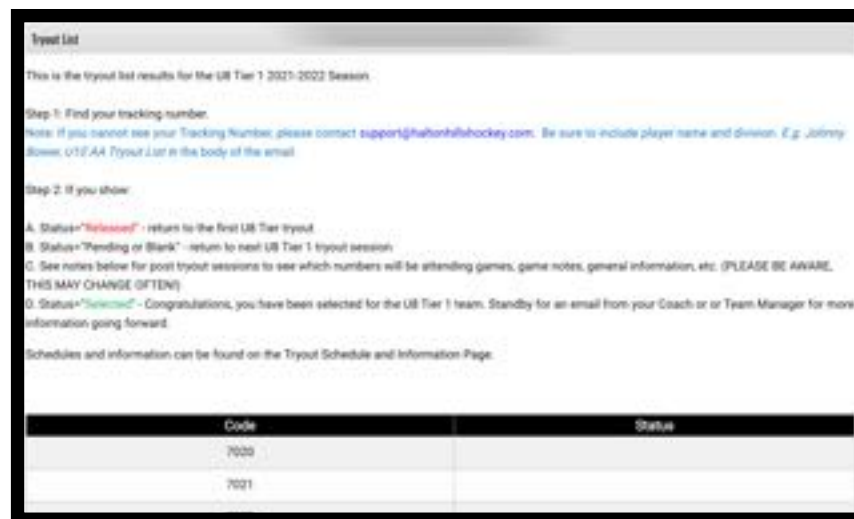 Tryout List
This is the tryout list results for the U8 Tier 1 2021-2022 Season
Step 1: Find your tracking number.
Note: If you cannot see your Tracking Number, please contact support@haltonhillshockey.com. Be sure to include player name and division. E.g. Johnny
Bower, U10 AA Tryout List in the body of the email
Step 2: If you show:
A. Status="Released" - return to the first U8 Tier tryout
B. Status="Pending or Blank" - return to next U8 Tier 1 tryout session
C. See notes below for post tryout sessions to see which numbers will be attending games, game notes, general information, etc. (PLEASE BE AWARE,
THIS MAY CHANGE OFTEN!)
D. Status="Selected" - Congratulations, you have been selected for the U8 Tier 1 team. Standby for an email from your Coach or or Team Manager for more
information going forward.
Schedules and information can be found on the Tryout Schedule and Information Page.
Code Status
7020
7021